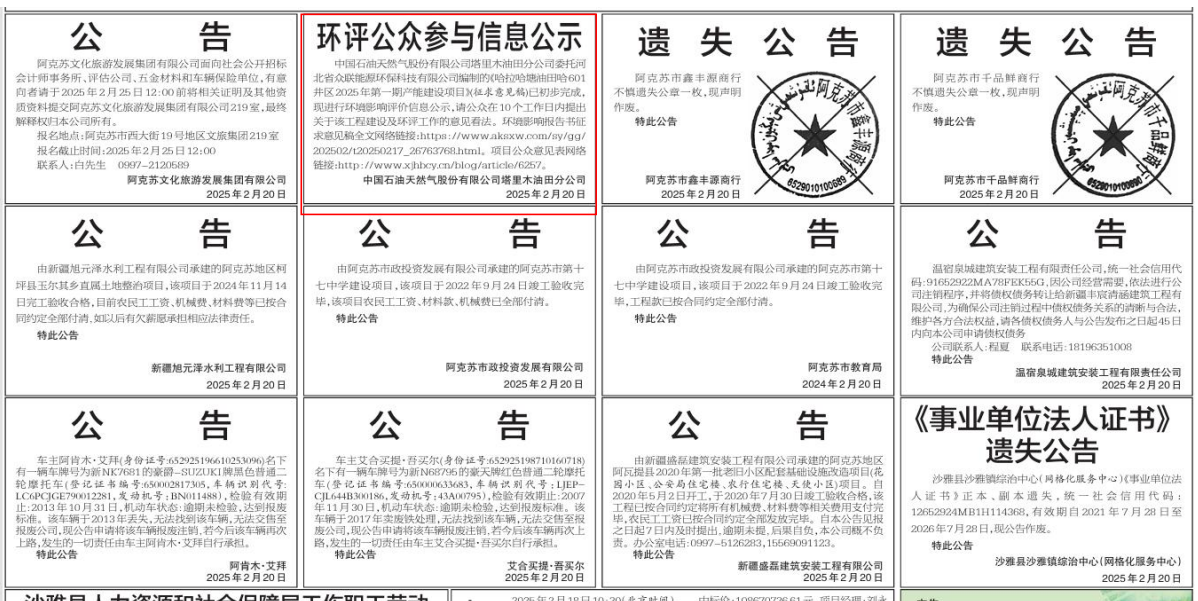 公 告
阿克苏文化旅游发展集团有限公司面向社会公开招标
会计师事务所、评估公司、五金材料和车辆保险单位,有意
向者请于2025年2月25日12:00前将相关证明及其他资
质资料提交阿克苏文化旅游发展集团有限公司219室,最终
解释权归本公司所有。
报名地点:阿克苏市西大街19号地区文旅集团219室
报名截止时间:2025年2月25日12:00
联系人:白先生 0997-2120589
阿克苏文化旅游发展集团有限公司
2025年2月20日
环评公众参与信息公示
中国石油天然气股份有限公司塔里木油田分公司委托河
北省众联能源环保科技有限公司编制的《哈拉哈塘油田哈601
井区2025年第一期产能建设项目》(征求意见稿)已初步完成,
现进行环境影响评价信息公示,请公众在10个工作日内提出
关于该工程建设及环评工作的意见看法。环境影响报告书征
求意见稿全文网络链接:https://www.aksxw.com/sy/gg/
202502/t20250217_26763768.html。项目公众意见表网络
链接:http://www.xjhbcy.cn/blog/article/6257。
中国石油天然气股份有限公司塔里木油田分公司
2025年2月20日
遗 失 公 告
阿克苏市鑫丰源商行
不慎遗失公章一枚,现声明
作废。
特此公告
阿克苏市鑫丰源商行
2025年2月20日
阿克苏市鑫丰源商行
6529010100689
遗 失 公 告
阿克苏市千品鲜商行
不慎遗失公章一枚,现声明
作废。
特此公告
阿克苏市千品鲜商行
2025年2月20日
阿克苏市千品鲜商行
6529010100690
公 告
由新疆旭元泽水利工程有限公司承建的阿克苏地区柯
坪县玉尔其乡直属土地整治项目,该项目于2024年11月14
日完工验收合格,目前农民工工资、机械费、材料费等已按合
同约定全部付清,如以后有欠薪愿承担相应法律责任。
特此公告
新疆旭元泽水利工程有限公司
2025年2月20日
公 告
由阿克苏市政投资发展有限公司承建的阿克苏市第十
七中学建设项目,该项目于2022年9月24日竣工验收完
毕,该项目农民工工资、材料款、机械费已全部付清。
特此公告
阿克苏市政投资发展有限公司
2025年2月20日
公 告
由阿克苏市政投资发展有限公司承建的阿克苏市第十
七中学建设项目,该项目于2022年9月24日竣工验收完
毕,工程款已按合同约定全部付清。
特此公告
阿克苏市教育局
2024年2月20日
公 告
温宿泉城建筑安装工程有限责任公司,统一社会信用代
码:91652922MA78FEK55G,因公司经营需要,依法进行公
司注销程序,并将债权债务转让给新疆丰宸清涵建筑工程有
限公司,为确保公司注销过程中债权债务关系的清晰与合法,
维护各方合法权益,请各债权债务人与公告发布之日起45日
内向本公司申请债权债务
公司联系人:程夏 联系电话:18196351008
特此公告
温宿泉城建筑安装工程有限责任公司
2025年2月20日
公 告
车主阿肯木·艾拜(身份证号:652925196610253096)名下
有一辆车牌号为新NK7681的豪爵-SUZUKI牌黑色普通二
轮摩托车(登记证书编号:650002817305,车辆识别代号:
LC6PCJGE790012281,发动机号:BN011488),检验有效期
止:2013年10月31日,机动车状态:逾期未检验,达到报废
标准。该车辆于2013年丢失,无法找到该车辆,无法交售至
报废公司,现公告申请将该车辆报废注销,若今后该车辆再次
上路,发生的一切责任由车主阿肯木·艾拜自行承担。
特此公告
阿肯木·艾拜
2025年2月20日
公 告
车主艾合买提·吾买尔(身份证号:652925198710160718)
名下有一辆车牌号为新N68795的豪天牌红色普通二轮摩托
车(登记证书编号:650000633683,车辆识别代号:LJEP-
CJL644B300186,发动机号:43A00795),检验有效期止:2007
年11月30日,机动车状态:逾期未检验,达到报废标准。该车
辆于2017年卖废铁处理,无法找到该车辆,无法交售至报
废公司,现公告申请将该车辆报废注销,若今后该车辆再次上
路,发生的一切责任由车主艾合买提·吾买尔自行承担。
特此公告
艾合买提·吾买尔
2025年2月20日
公 告
由新疆盛磊建筑安装工程有限公司承建的阿克苏地区
阿瓦提县2020年第一批老旧小区配套基础设施改造项目(花
园小区、公安局住宅楼、农行住宅楼、天使小区)项目。自
2020年5月2日开工,于2020年7月30日竣工验收合格,该
工程已按合同约定将所有机械费、材料费等相关费用支付完
毕,农民工工资已按合同约定全部发放完毕。自本公告见报
之日起7日内及时提出,逾期未提,后果自负,本公司概不负
责。办公室电话:0997-5126283,15569091123。
特此公告
新疆盛磊建筑安装工程有限公司
2025年2月20日
《事业单位法人证书》
遗失公告
沙雅县沙雅镇综治中心(网格化服务中心)《事业单位法
人证书》正本、副本遗失,统一社会信用代码:
12652924MB1H114368,有效期自2021年7月28日至
2026年7月28日,现公告作废。
特此公告
沙雅县沙雅镇综治中心(网格化服务中心)
2025年2月20日